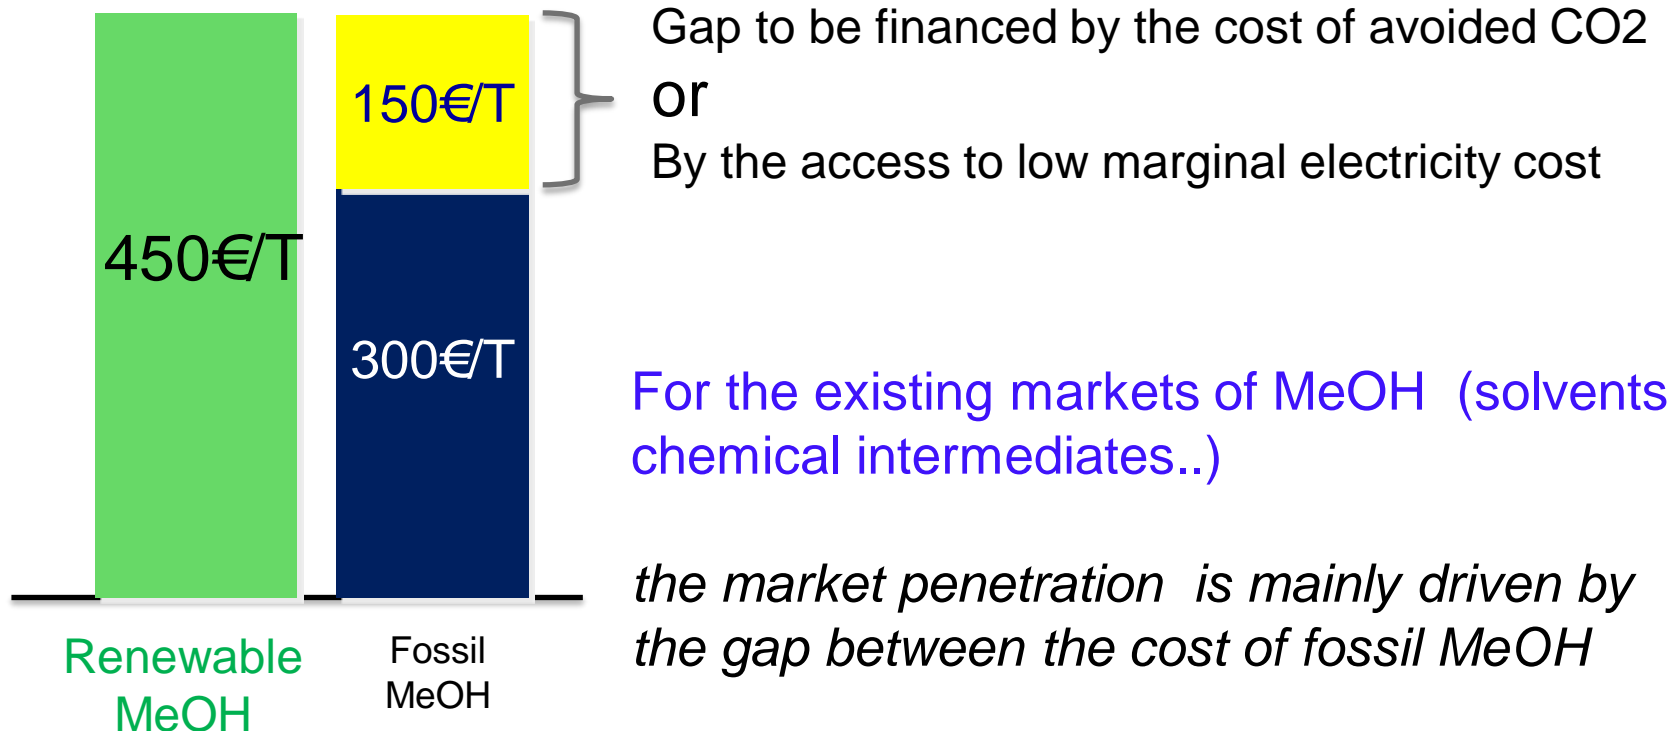 Gap to be financed by the cost of avoided CO2
or
By the access to low marginal electricity cost
150€/T
450€/T
300€/T
For the existing markets of MeOH (solvents
chemical intermediates..)
the market penetration is mainly driven by
the gap between the cost of fossil MeOH
Renewable
MeOH
Fossil
MeOH